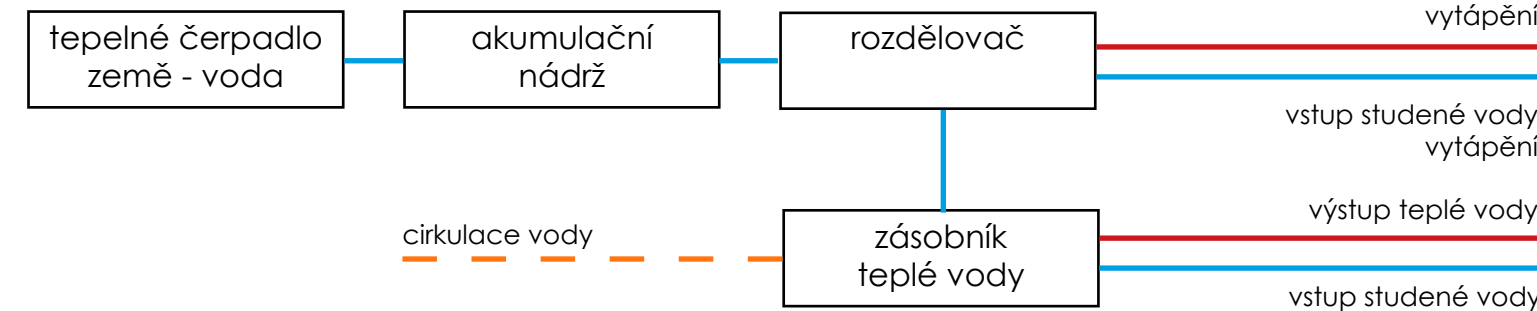 tepelné čerpadlo
země - voda
akumulační
nádrž
rozdělovač
vytápění
vstup studené vody
vytápění
cirkulace vody
zásobník
teplé vody
výstup teplé vody
vstup studené vody